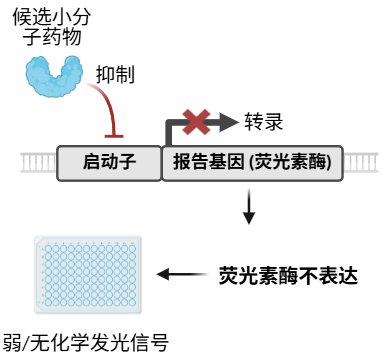 候选小分
子药物
抑制
转录
启动子
报告基因 (荧光素酶)
荧光素酶不表达
弱/无化学发光信号